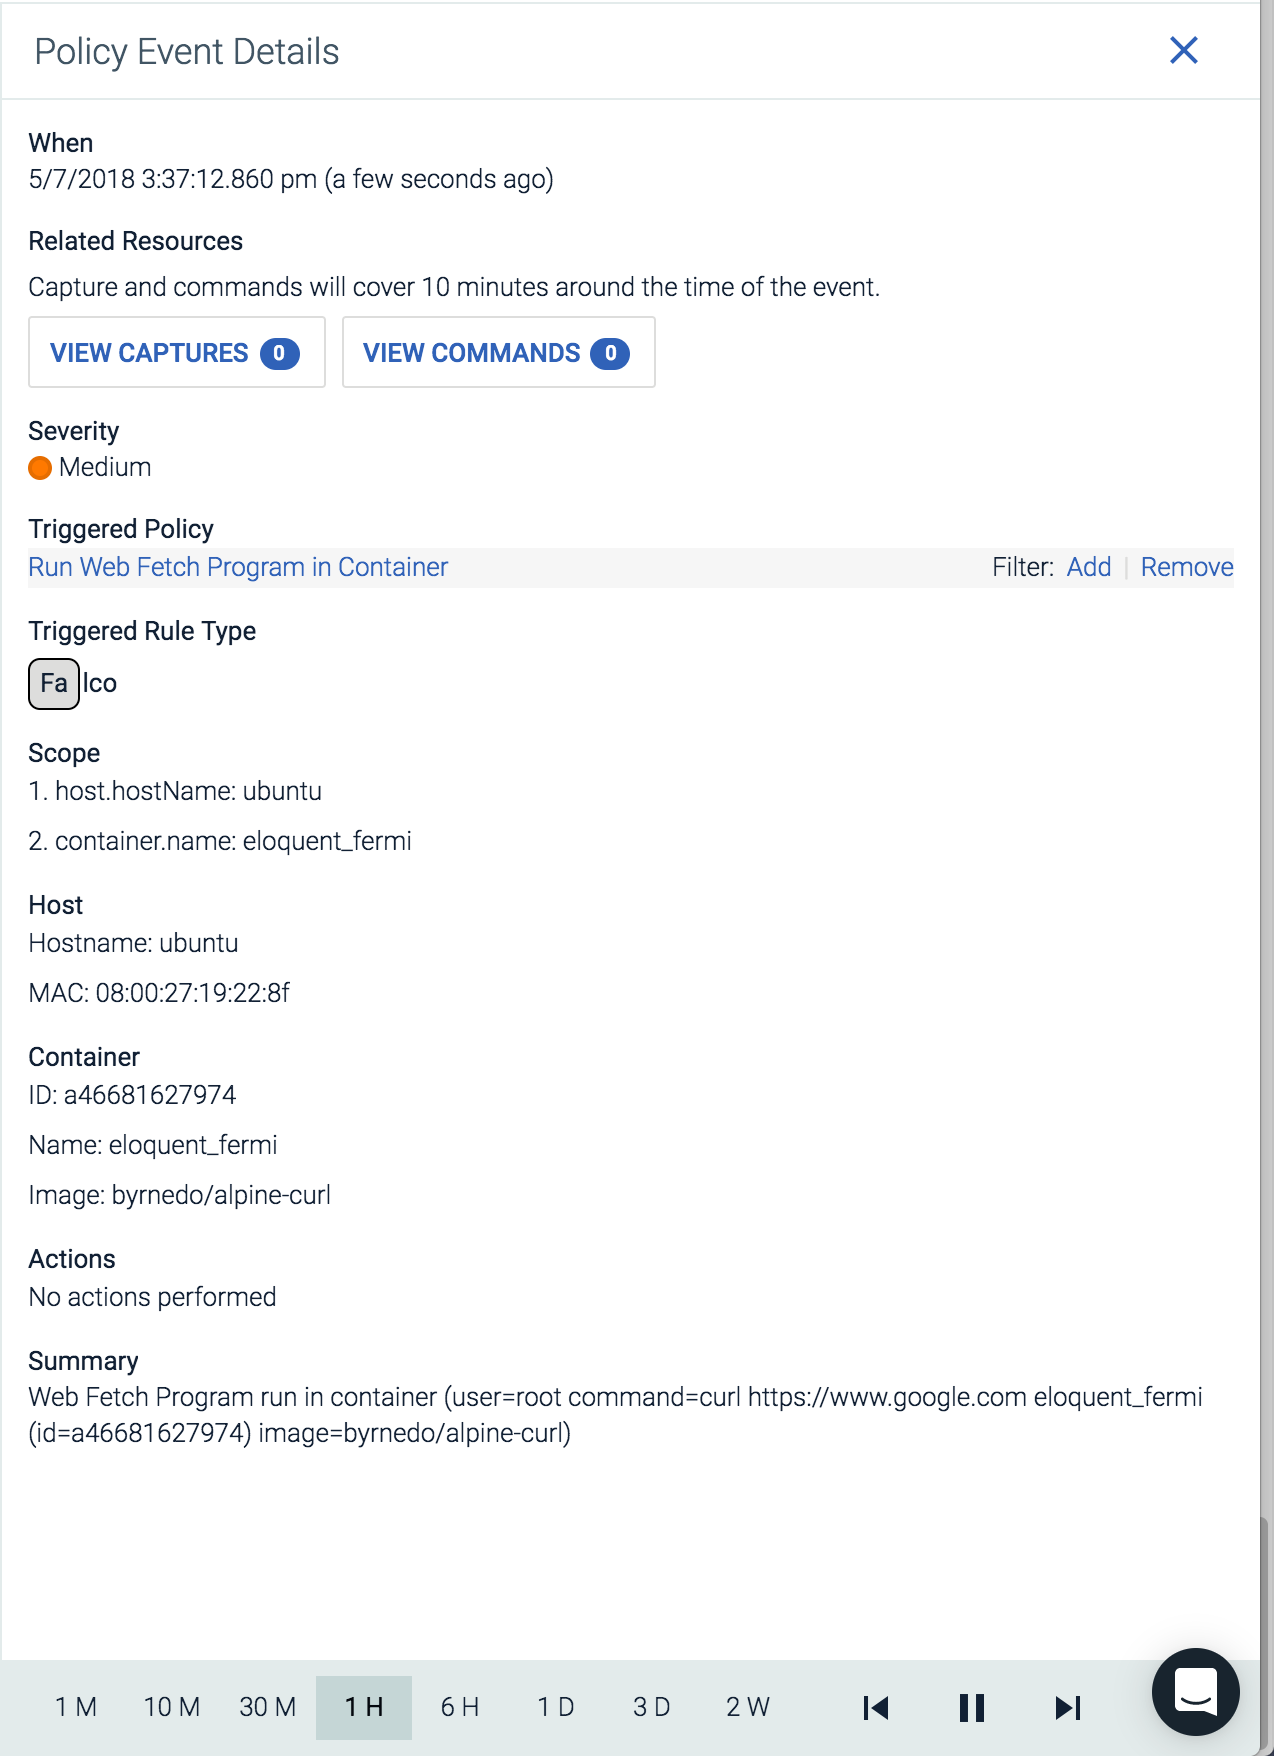 Policy Event Details
When
5/7/2018 3:37:12.860 pm (a few seconds ago)
Related Resources
Capture and commands will cover 10 minutes around the time of the event.
VIEW CAPTURES 0 VIEW COMMANDS 0
Severity
Medium
Triggered Policy
Run Web Fetch Program in Container Filter: Add | Remove
Triggered Rule Type
Falco
Scope
1. host.hostName: ubuntu
2. container.name: eloquent_fermi
Host
Hostname: ubuntu
MAC: 08:00:27:19:22:8f
Container
ID: a46681627974
Name: eloquent_fermi
Image: byrnedo/alpine-curl
Actions
No actions performed
Summary
Web Fetch Program run in container (user=root command=curl https://www.google.com eloquent_fermi
(id=a46681627974) image=byrnedo/alpine-curl)
1 M 10 M 30 M 1 H 6 H 1 D 3 D 2 W